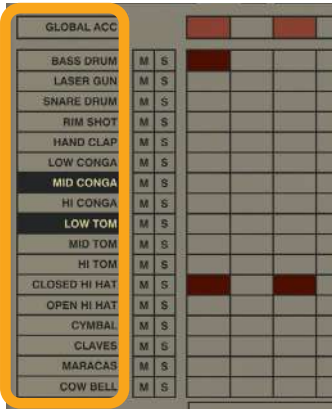 GLOBAL ACC
BASS DRUM M S
LASER GUN M S
SNARE DRUM M S
RIM SHOT M S
HAND CLAP M S
LOW CONGA M S
MID CONGA M S
HI CONGA M S
LOW TOM M S
MID TOM M S
HI TOM M S
CLOSED HI HAT M S
OPEN HI HAT M S
CYMBAL M S
CLAVES M S
MARACAS M S
COW BELL M S